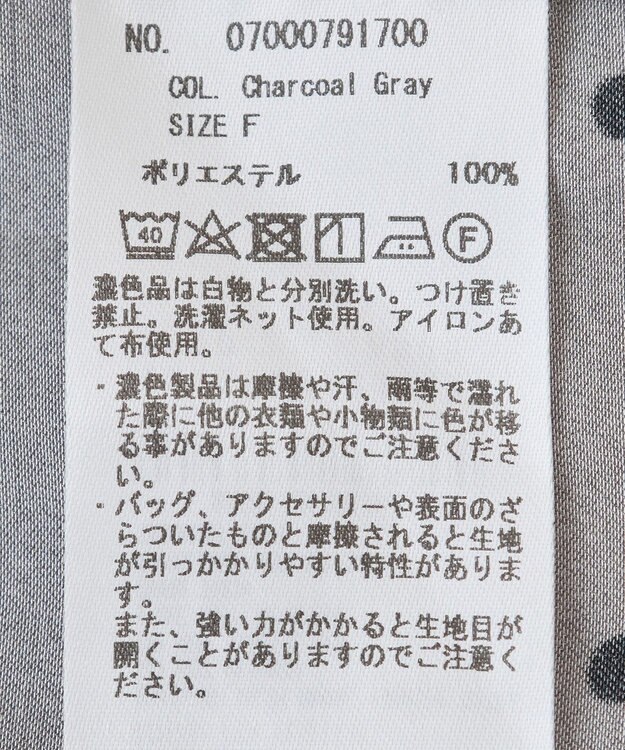 NO. 07000791700
COL. Charcoal Gray
SIZE F
ポリエステル 100%
40 F
濃色品は白物と分別洗い。つけ置き
禁止。洗濯ネット使用。アイロンあ
て布使用。
・濃色製品は摩擦や汗、雨等で濡れ
た際に他の衣類や小物類に色が移
る事がありますのでご注意くださ
い。
・バッグ、アクセサリーや表面のざ
らついたものと摩擦されると生地
が引っかかりやすい特性がありま
す。
また、強い力がかかると生地目が
開くことがありますのでご注意く
ださい。